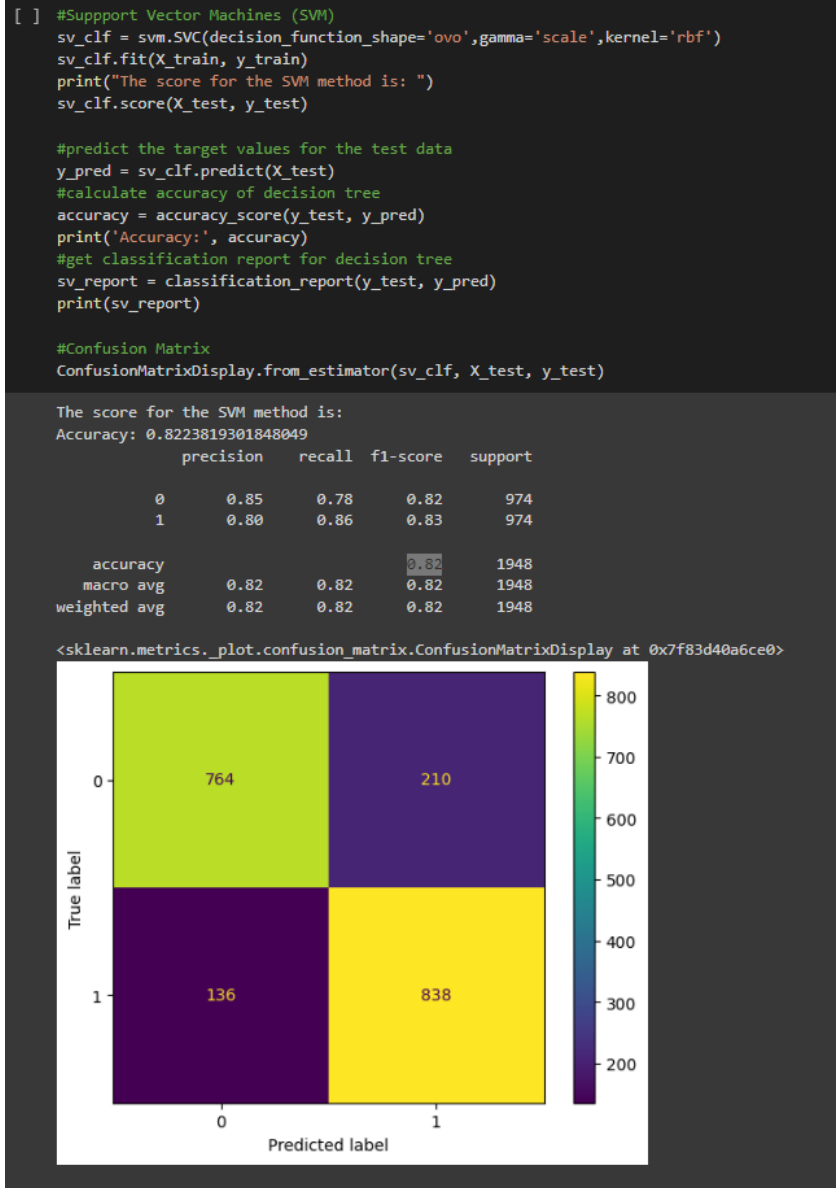 [ ] #Suppport Vector Machines (SVM)
sv_clf = svm.SVC(decision_function_shape='ovo',gamma='scale',kernel='rbf')
sv_clf.fit(X_train, y_train)
print("The score for the SVM method is: ")
sv_clf.score(X_test, y_test)
#predict the target values for the test data
y_pred = sv_clf.predict(X_test)
#calculate accuracy of decision tree
accuracy = accuracy_score(y_test, y_pred)
print('Accuracy:', accuracy)
#get classification report for decision tree
sv_report = classification_report(y_test, y_pred)
print(sv_report)
#Confusion Matrix
ConfusionMatrixDisplay.from_estimator(sv_clf, X_test, y_test)
The score for the SVM method is:
Accuracy: 0.8223819301848049
precision recall f1-score support
0 0.85 0.78 0.82 974
1 0.80 0.86 0.83 974
accuracy 0.82 1948
macro avg 0.82 0.82 0.82 1948
weighted avg 0.82 0.82 0.82 1948
<sklearn.metrics._plot.confusion_matrix.ConfusionMatrixDisplay at 0x7f83d40a6ce0>
0
764 210
1
136 838
True label
0 1
Predicted label
800
700
600
500
400
300
200